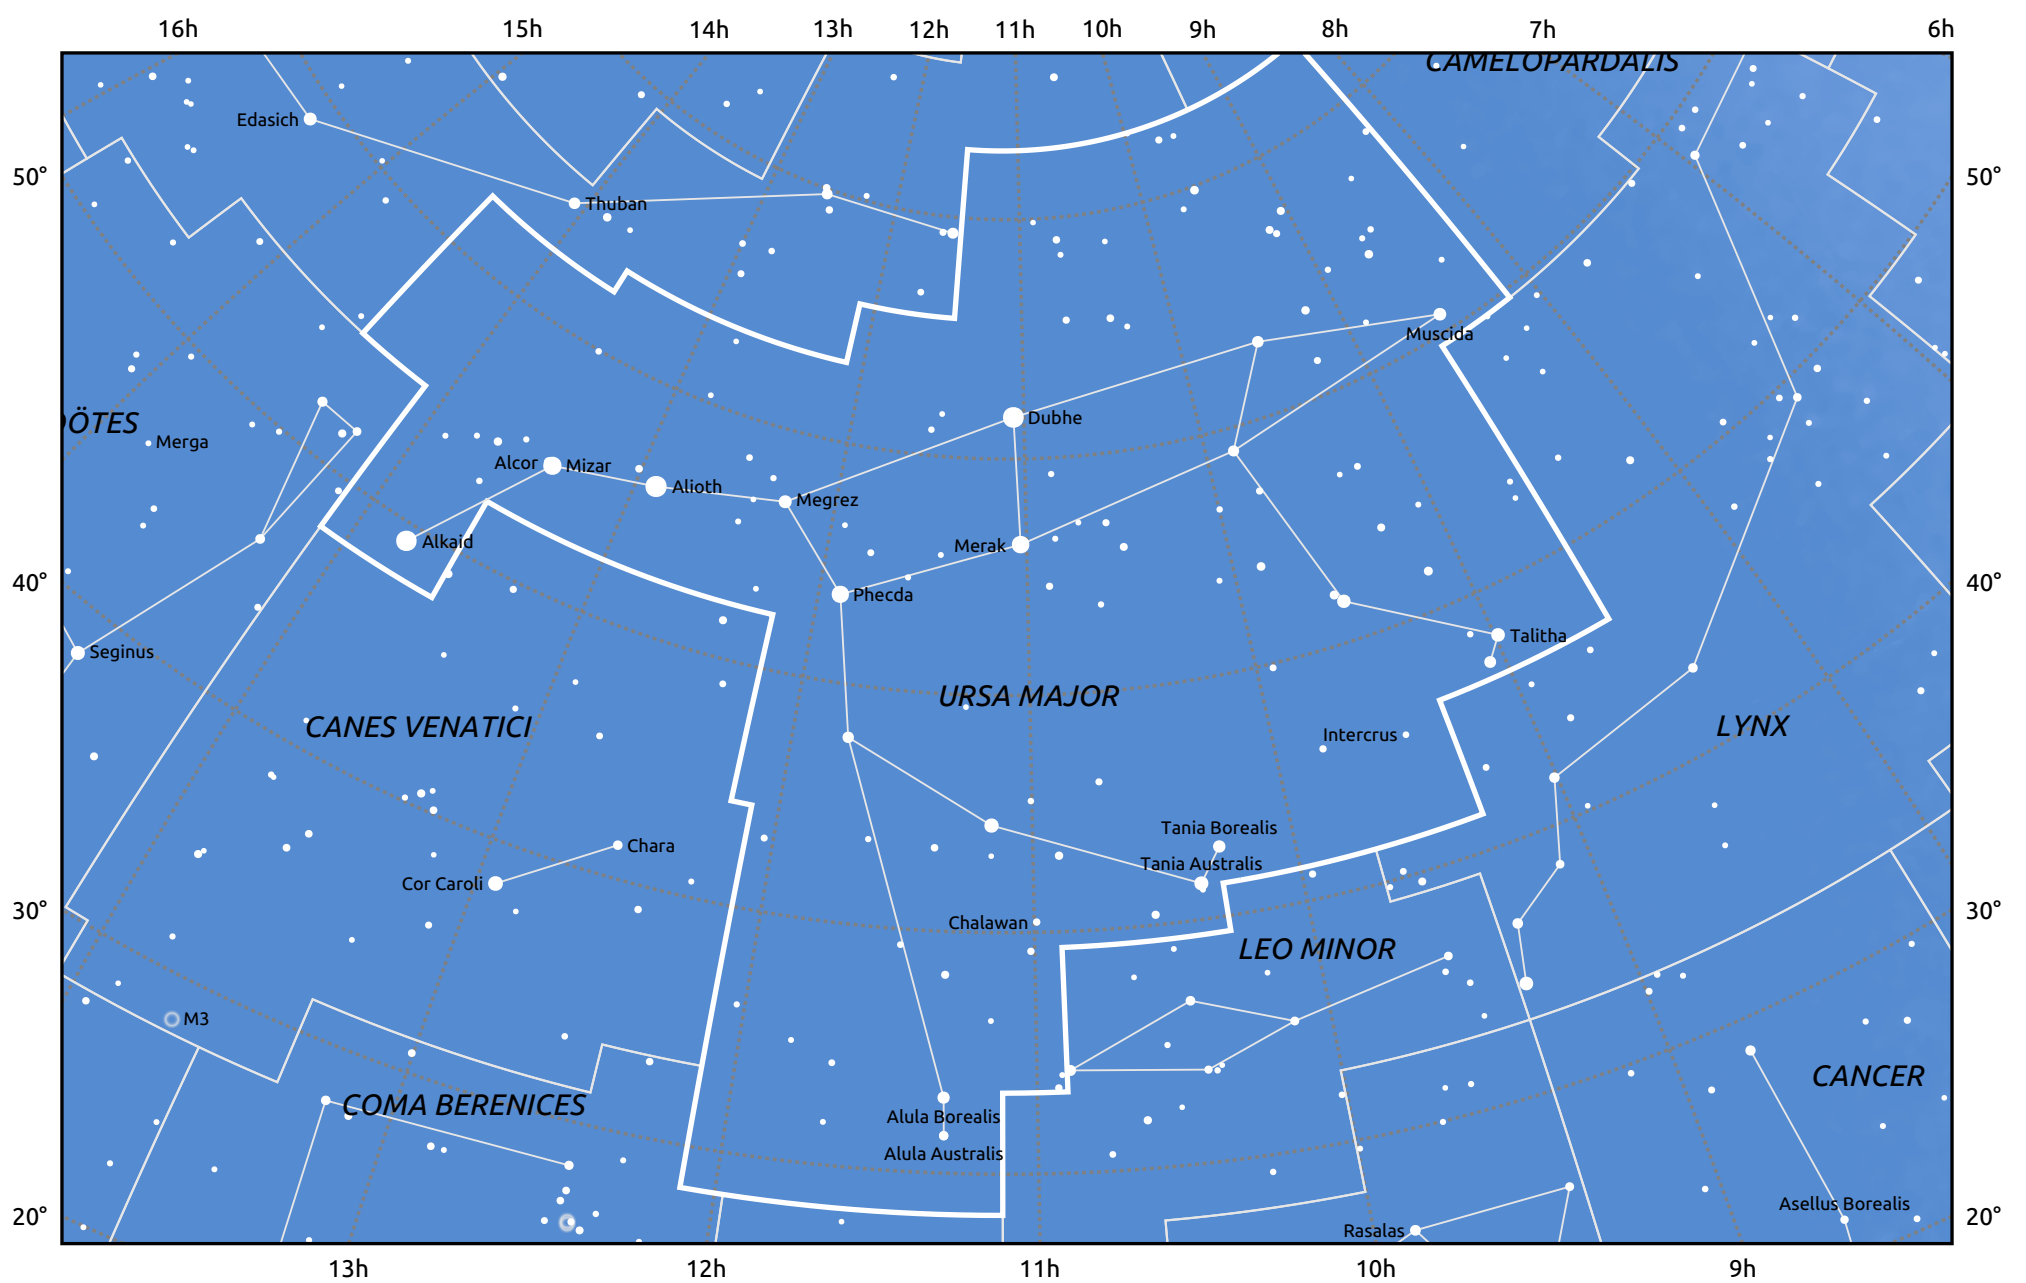 16h 15h 14h 13h 12h 11h 10h 9h 8h 7h 6h
CAMELOPARDALIS
Edasich
50° 50°
Thuban
Muscida
ÖTES
Dubhe
Merga
Alcor Mizar
Alioth
Megrez
Alkaid
Merak
40° 40°
Phecda
Talitha
Seginus
URSA MAJOR
CANES VENATICI
LYNX
Intercrus
Tania Borealis
Chara
Tania Australis
Cor Caroli
30° 30°
Chalawan
LEO MINOR
M3
CANCER
COMA BERENICES
Alula Borealis
Alula Australis
Asellus Borealis
20° 20°
Rasalas
13h 12h 11h 10h 9h